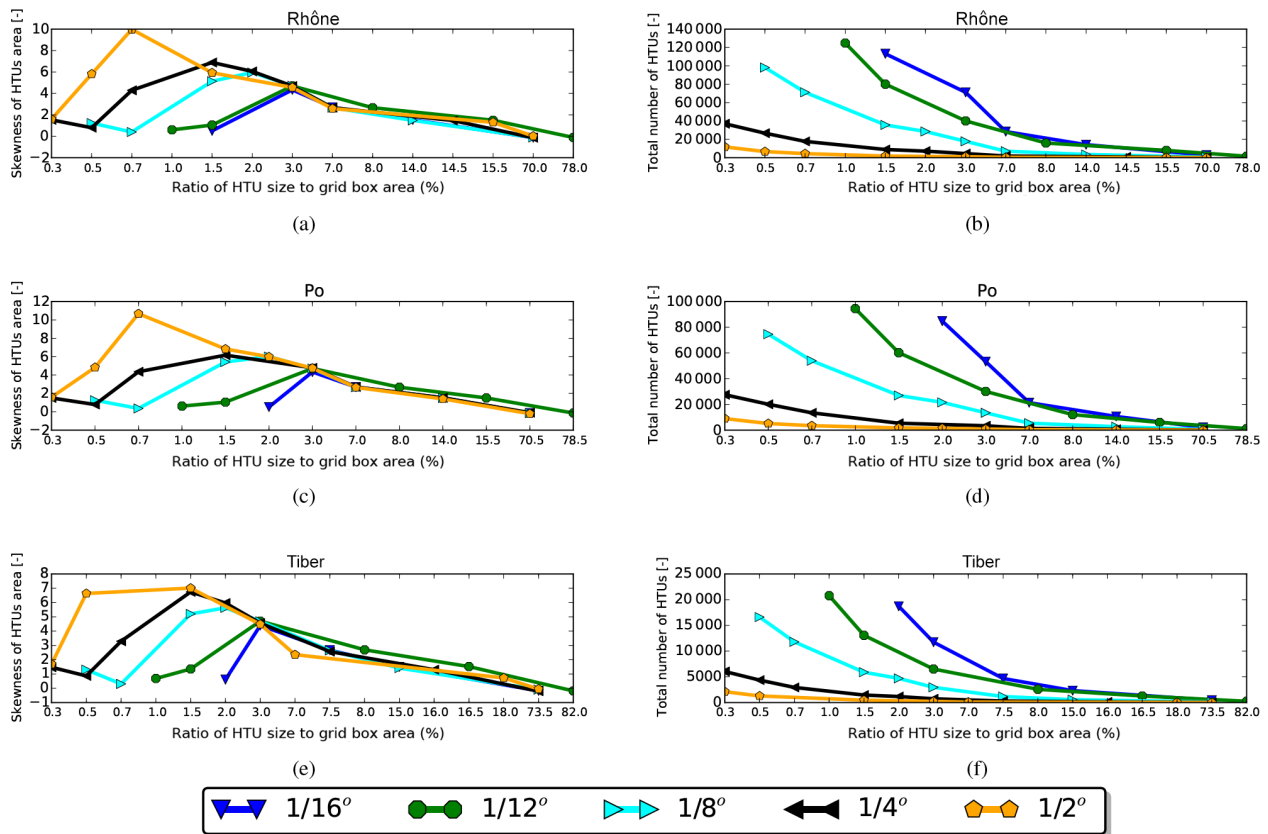 Rhône
Skewness of HTUs area [-]
10
8
6
4
2
0
−2
0.3 0.5 0.7 1.0 1.5 2.0 3.0 7.0 8.0 14.0 14.5 15.5 70.0 78.0
Ratio of HTU size to grid box area (%)
(a)
Rhône
Total number of HTUs [-]
140 000
120 000
100 000
80 000
60 000
40 000
20 000
0
0.3 0.5 0.7 1.0 1.5 2.0 3.0 7.0 8.0 14.0 14.5 15.5 70.0 78.0
Ratio of HTU size to grid box area (%)
(b)
Po
Skewness of HTUs area [-]
12
10
8
6
4
2
0
−2
0.3 0.5 0.7 1.0 1.5 2.0 3.0 7.0 8.0 14.0 15.5 70.5 78.5
Ratio of HTU size to grid box area (%)
(c)
Po
Total number of HTUs [-]
100 000
80 000
60 000
40 000
20 000
0
0.3 0.5 0.7 1.0 1.5 2.0 3.0 7.0 8.0 14.0 15.5 70.5 78.5
Ratio of HTU size to grid box area (%)
(d)
Tiber
Skewness of HTUs area [-]
8
7
6
5
4
3
2
1
0
−1
0.3 0.5 0.7 1.0 1.5 2.0 3.0 7.0 7.5 8.0 15.0 16.0 16.5 18.0 73.5 82.0
Ratio of HTU size to grid box area (%)
(e)
Tiber
Total number of HTUs [-]
25 000
20 000
15 000
10 000
5000
0
0.3 0.5 0.7 1.0 1.5 2.0 3.0 7.0 7.5 8.0 15.0 16.0 16.5 18.0 73.5 82.0
Ratio of HTU size to grid box area (%)
(f)
1/16° 1/12° 1/8° 1/4° 1/2°